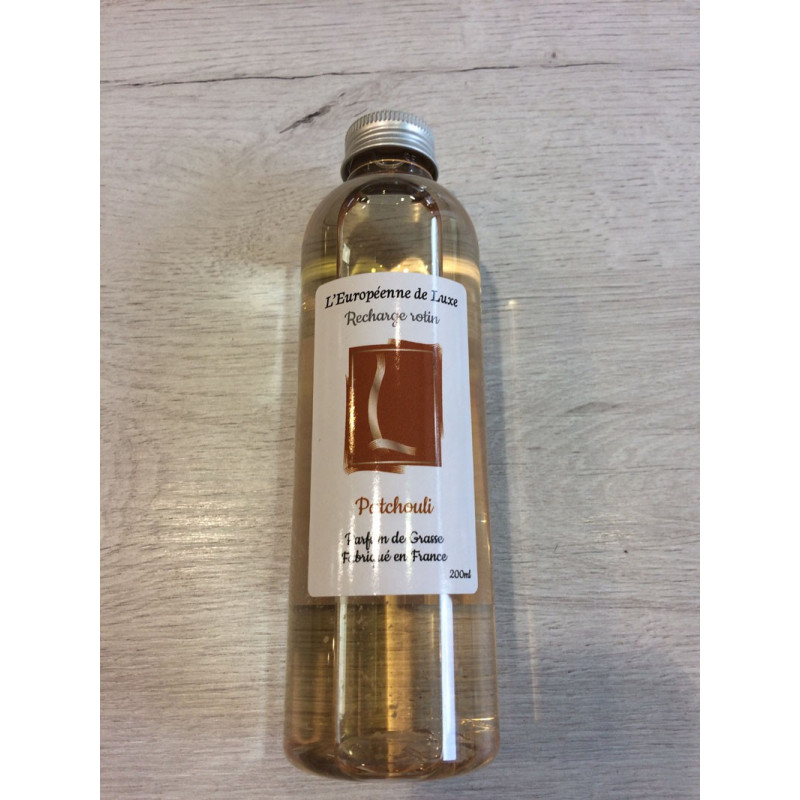 L'Européenne de Luxe
Recharge rotin
L
Patchouli
Parfum de Grasse
Fabriqué en France
200ml